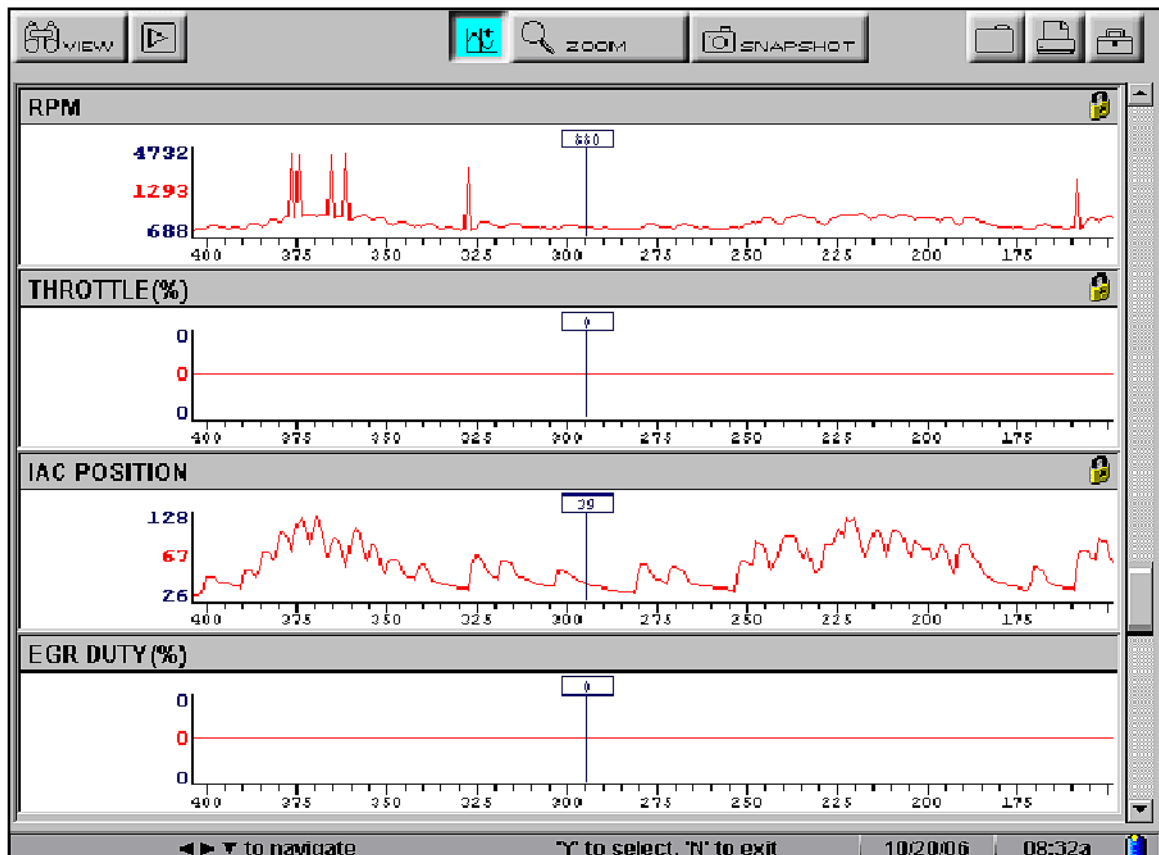 VIEW ZOOM SNAPSHOT
RPM
880
4732
1293
688
400 375 350 325 300 275 250 225 200 175
THROTTLE(%)
0
0
0
0
400 375 350 325 300 275 250 225 200 175
IAC POSITION
39
128
67
26
400 375 350 325 300 275 250 225 200 175
EGR DUTY(%)
0
0
0
0
400 375 350 325 300 275 250 225 200 175
to navigate 'Y' to select, 'N' to exit 10/20/06 08:32a